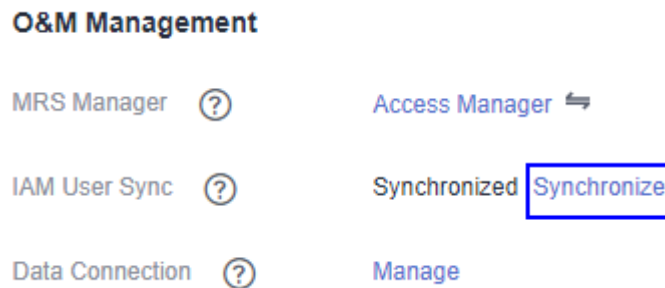 O&M Management
MRS Manager ? Access Manager ⇋
IAM User Sync ? Synchronized Synchronize
Data Connection ? Manage